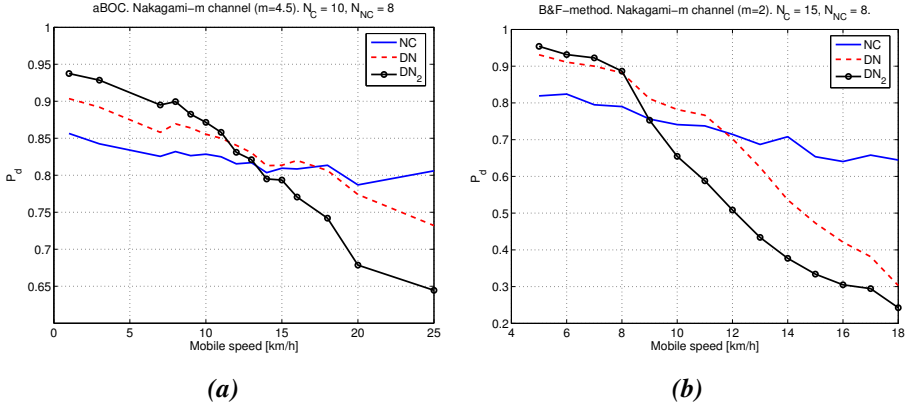 aBOC. Nakagami-m channel (m=4.5). N_C = 10, N_NC = 8
P_d
0.95
0.9
0.85
0.8
0.75
0.7
0.65
0 5 10 15 20 25
Mobile speed [km/h]
NC
DN
DN_2
(a)
B&F-method. Nakagami-m channel (m=2). N_C = 15, N_NC = 8.
P_d
1
0.9
0.8
0.7
0.6
0.5
0.4
0.3
0.2
4 6 8 10 12 14 16 18
Mobile speed [km/h]
NC
DN
DN_2
(b)